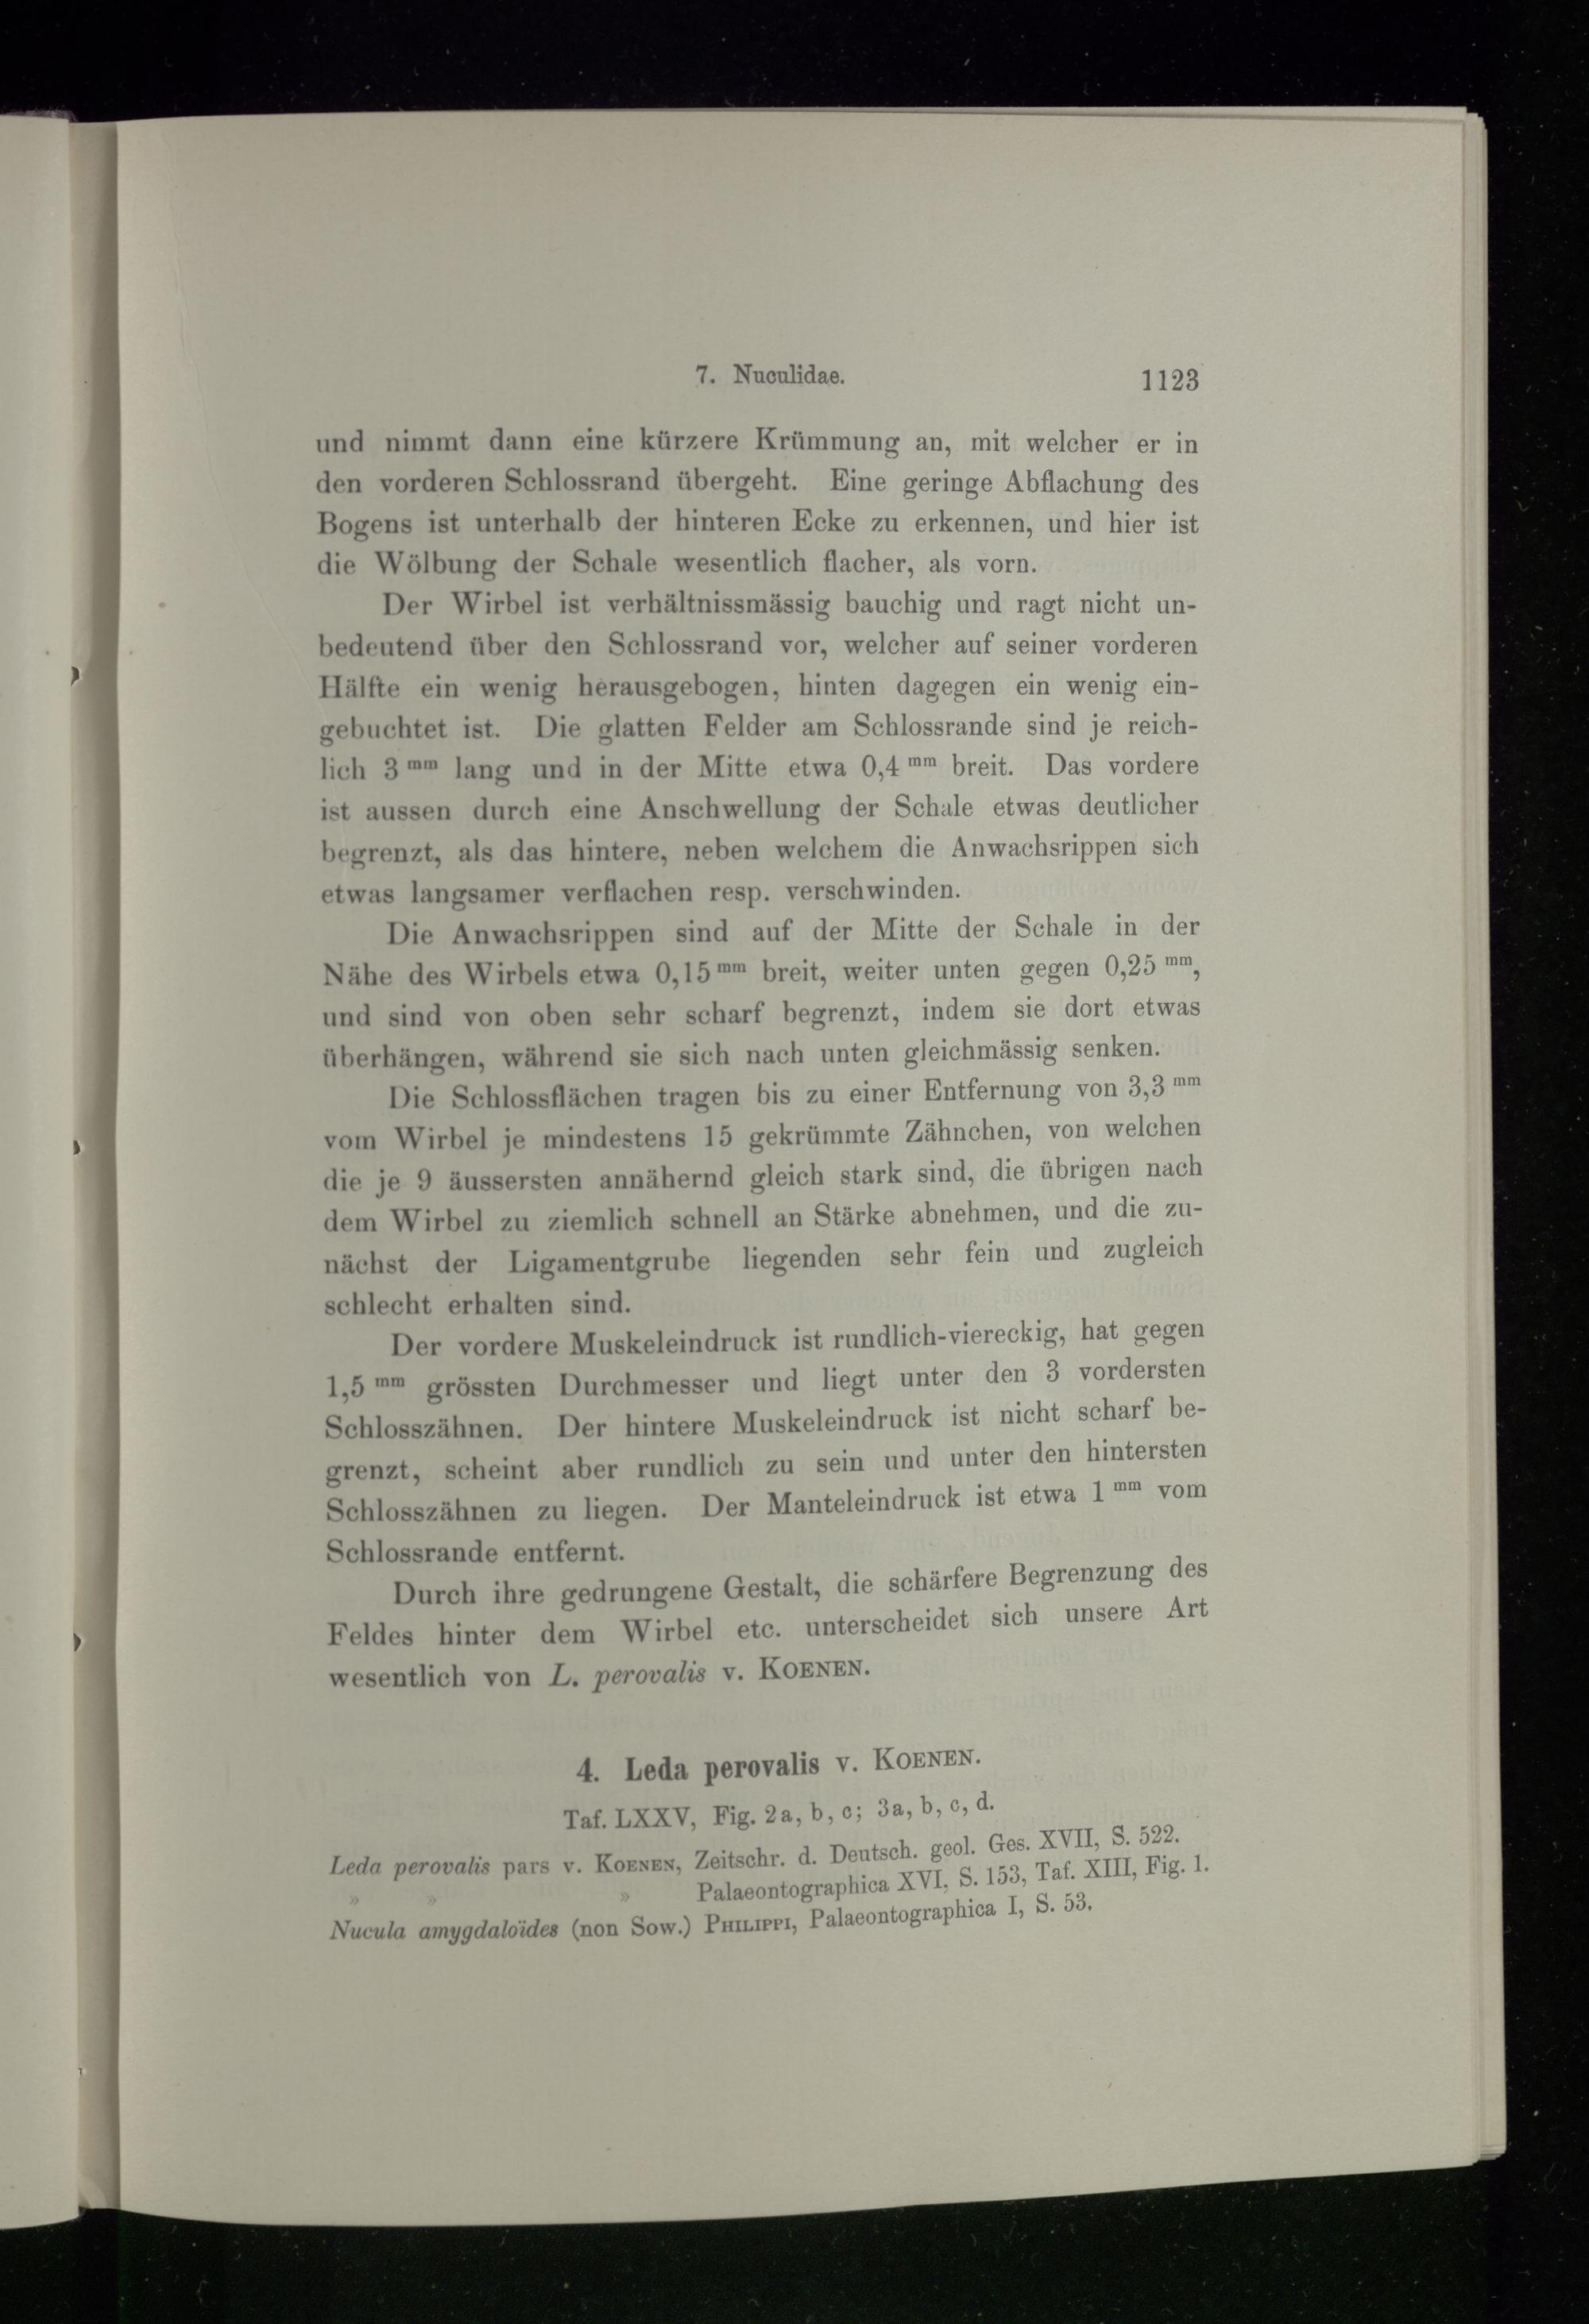 7. Nuculidae. 1123
und nimmt dann eine kürzere Krümmung an, mit welcher er in
den vorderen Schlossrand übergeht. Eine geringe Abflachung des
Bogens ist unterhalb der hinteren Ecke zu erkennen, und hier ist
die Wölbung der Schale wesentlich flacher, als vorn.
Der Wirbel ist verhältnissmässig bauchig und ragt nicht un-
bedeutend über den Schlossrand vor, welcher auf seiner vorderen
Hälfte ein wenig herausgebogen, hinten dagegen ein wenig ein-
gebuchtet ist. Die glatten Felder am Schlossrande sind je reich-
lich 3 mm lang und in der Mitte etwa 0,4 mm breit. Das vordere
ist aussen durch eine Anschwellung der Schale etwas deutlicher
begrenzt, als das hintere, neben welchem die Anwachsrippen sich
etwas langsamer verflachen resp. verschwinden.
Die Anwachsrippen sind auf der Mitte der Schale in der
Nähe des Wirbels etwa 0,15 mm breit, weiter unten gegen 0,25 mm,
und sind von oben sehr scharf begrenzt, indem sie dort etwas
überhängen, während sie sich nach unten gleichmässig senken.
Die Schlossflächen tragen bis zu einer Entfernung von 3,3 mm
vom Wirbel je mindestens 15 gekrümmte Zähnchen, von welchen
die je 9 äussersten annähernd gleich stark sind, die übrigen nach
dem Wirbel zu ziemlich schnell an Stärke abnehmen, und die zu-
nächst der Ligamentgrube liegenden sehr fein und zugleich
schlecht erhalten sind.
Der vordere Muskeleindruck ist rundlich-viereckig, hat gegen
1,5 mm grössten Durchmesser und liegt unter den 3 vordersten
Schlosszähnen. Der hintere Muskeleindruck ist nicht scharf be-
grenzt, scheint aber rundlich zu sein und unter den hintersten
Schlosszähnen zu liegen. Der Manteleindruck ist etwa 1 mm vom
Schlossrande entfernt.
Durch ihre gedrungene Gestalt, die schärfere Begrenzung des
Feldes hinter dem Wirbel etc. unterscheidet sich unsere Art
wesentlich von L. perovalis v. KOENEN.
4. Leda perovalis v. KOENEN.
Taf. LXXV, Fig. 2a, b, c; 3a, b, c, d.
Leda perovalis pars v. KOENEN, Zeitschr. d. Deutsch. geol. Ges. XVII, S. 522.
» » » Palaeontographica XVI, S. 153, Taf. XIII, Fig. 1.
Nucula amygdaloïdes (non Sow.) PHILIPPI, Palaeontographica I, S. 53.